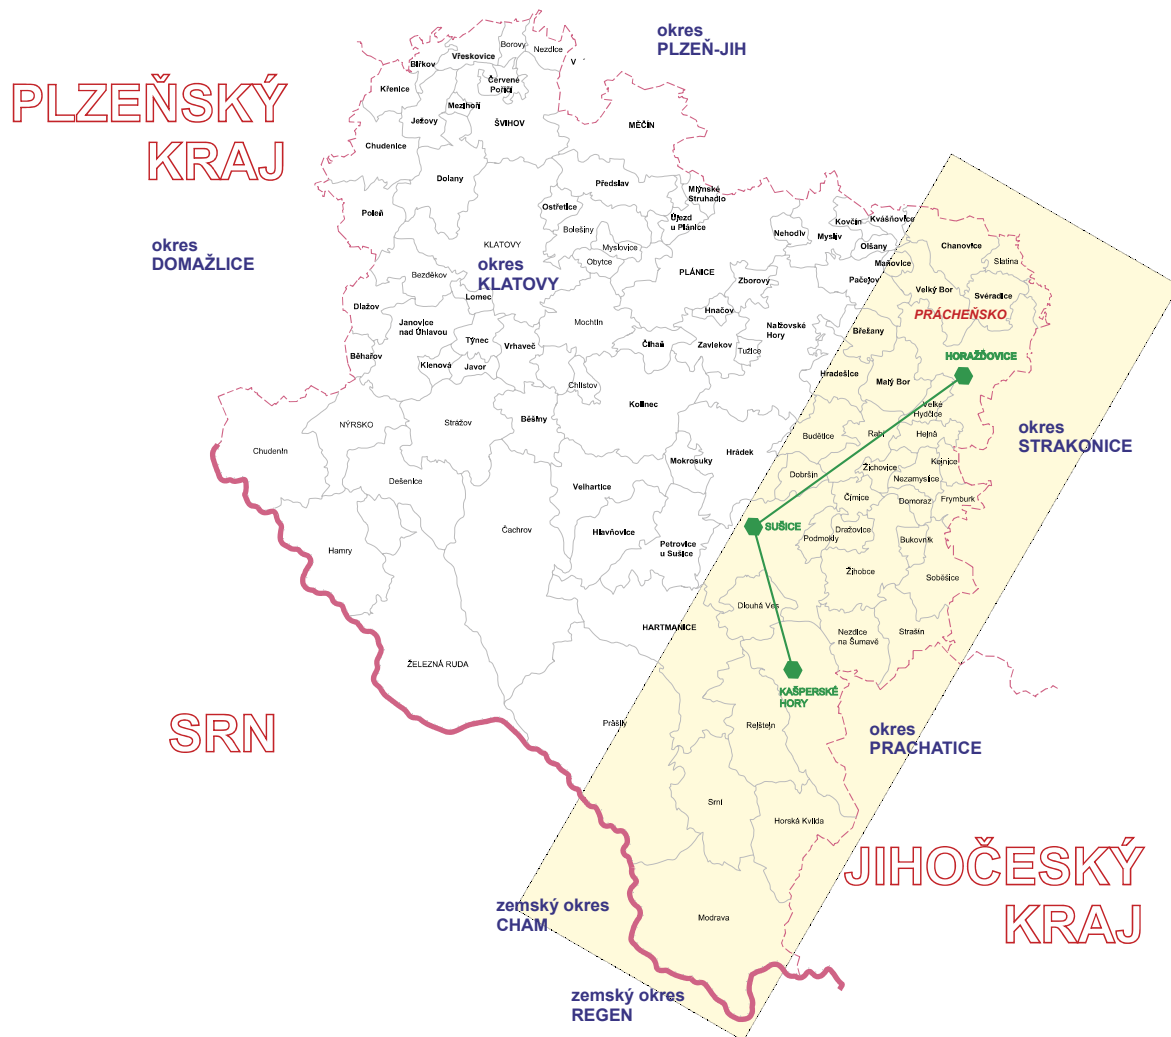 okres
PLZEŇ-JIH
PLZEŇSKÝ
KRAJ
Borovy
Nezdice
V
Vřeskovice
Biřkov
Červené
Poříčí
Křenice
Mezihoří
Ježovy
ŠVIHOV
MĚČÍN
Chudenice
Dolany
Předslav
Mlýnské
Struhadlo
Poleň
Ostřetice
Újezd
u Plánice
Bolešiny
Kovčín
Kvášňovice
Nehodiv
Myslív
Olšany
Chanovice
Slatina
okres
DOMAŽLICE
KLATOVY
okres
KLATOVY
Myslovice
Obytce
PLÁNICE
Maňovice
Bezděkov
Zborovy
Pačejov
Velký Bor
Svéradice
Lomec
Dlažov
Janovice
nad Úhlavou
Mochtín
Hnačov
Nalžovské
Hory
PRÁCHEŇSKO
Břežany
Týnec
Vrhaveč
Číhaň
Zavlekov
Tužice
Běhařov
Klenová
Javor
HORAŽĎOVICE
Chlistov
Hradešice
Malý Bor
Kolinec
Velké
Hydčice
NÝRSKO
Strážov
Běšiny
Budětice
Rabí
Hejná
okres
STRAKONICE
Chudenín
Mokrosuky
Hrádek
Dobršín
Žichovice
Kejnice
Nezamyslice
Dešenice
Velhartice
Čímice
Domoraz
Frymburk
Čachrov
Hlavňovice
SUŠICE
Dražovice
Podmokly
Bukovník
Hamry
Petrovice
u Sušice
Žihobce
Soběšice
Dlouhá Ves
HARTMANICE
Nezdice
na Šumavě
Strašín
ŽELEZNÁ RUDA
KAŠPERSKÉ
HORY
SRN
Prášily
Rejštejn
okres
PRACHATICE
Srní
Horská Kvilda
JIHOČESKÝ
KRAJ
zemský okres
CHAM
Modrava
zemský okres
REGEN